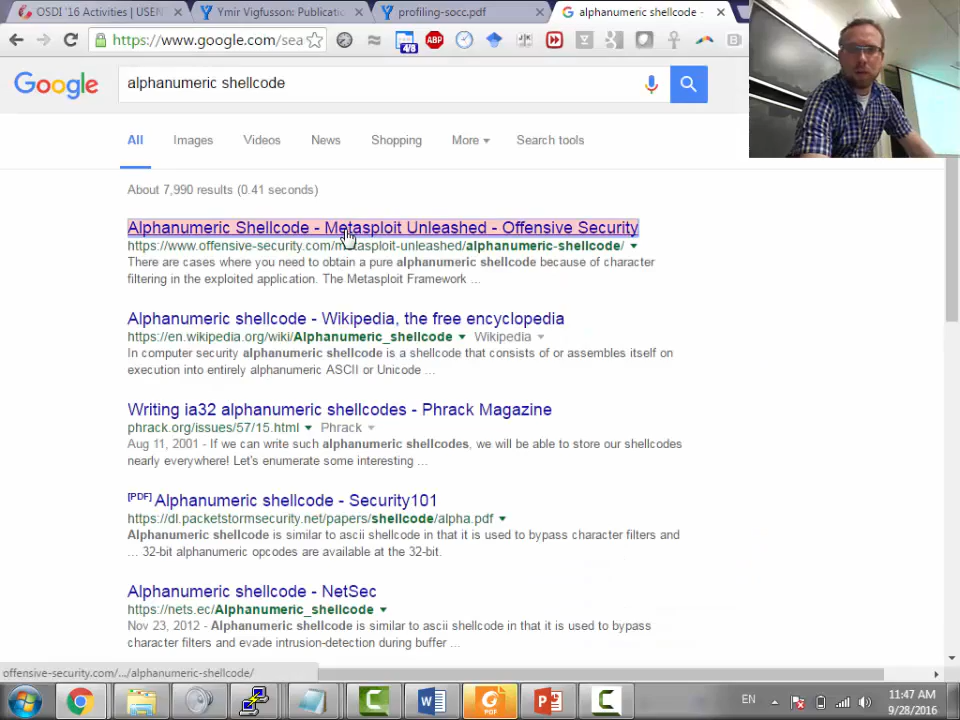 OSDI '16 Activities | USEN
Ymir Vigfusson: Publicatio
profiling-socc.pdf
alphanumeric shellcode -
https://www.google.com/sea
4/8
ABP
B
Google
alphanumeric shellcode
All
Images
Videos
News
Shopping
More
Search tools
About 7,990 results (0.41 seconds)
Alphanumeric Shellcode - Metasploit Unleashed - Offensive Security
https://www.offensive-security.com/metasploit-unleashed/alphanumeric-shellcode/
There are cases where you need to obtain a pure alphanumeric shellcode because of character
filtering in the exploited application. The Metasploit Framework ...
Alphanumeric shellcode - Wikipedia, the free encyclopedia
https://en.wikipedia.org/wiki/Alphanumeric_shellcode Wikipedia
In computer security alphanumeric shellcode is a shellcode that consists of or assembles itself on
execution into entirely alphanumeric ASCII or Unicode ...
Writing ia32 alphanumeric shellcodes - Phrack Magazine
phrack.org/issues/57/15.html Phrack
Aug 11, 2001 - If we can write such alphanumeric shellcodes, we will be able to store our shellcodes
nearly everywhere! Let's enumerate some interesting ...
[PDF] Alphanumeric shellcode - Security101
https://dl.packetstormsecurity.net/papers/shellcode/alpha.pdf
Alphanumeric shellcode is similar to ascii shellcode in that it is used to bypass character filters and
... 32-bit alphanumeric opcodes are available at the 32-bit.
Alphanumeric shellcode - NetSec
https://nets.ec/Alphanumeric_shellcode
Nov 23, 2012 - Alphanumeric shellcode is similar to ascii shellcode in that it is used to bypass
character filters and evade intrusion-detection during buffer ...
offensive-security.com/.../alphanumeric-shellcode/
PDF
EN
11:47 AM
9/28/2016